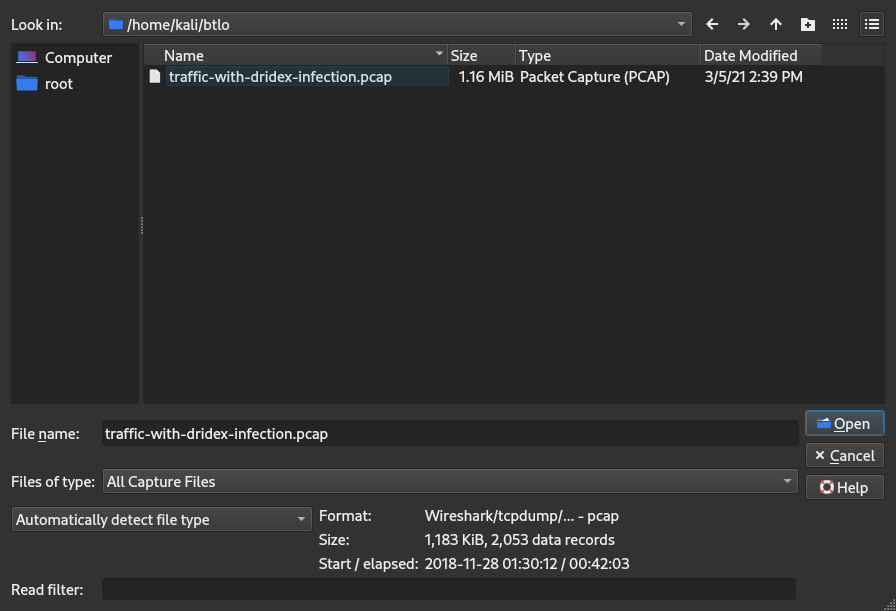 Look in: /home/kali/btlo
Computer
root
Name Size Type Date Modified
traffic-with-dridex-infection.pcap 1.16 MiB Packet Capture (PCAP) 3/5/21 2:39 PM
File name: traffic-with-dridex-infection.pcap Open
Cancel
Files of type: All Capture Files
Help
Automatically detect file type
Format: Wireshark/tcpdump/... - pcap
Size: 1,183 KiB, 2,053 data records
Start / elapsed: 2018-11-28 01:30:12 / 00:42:03
Read filter: